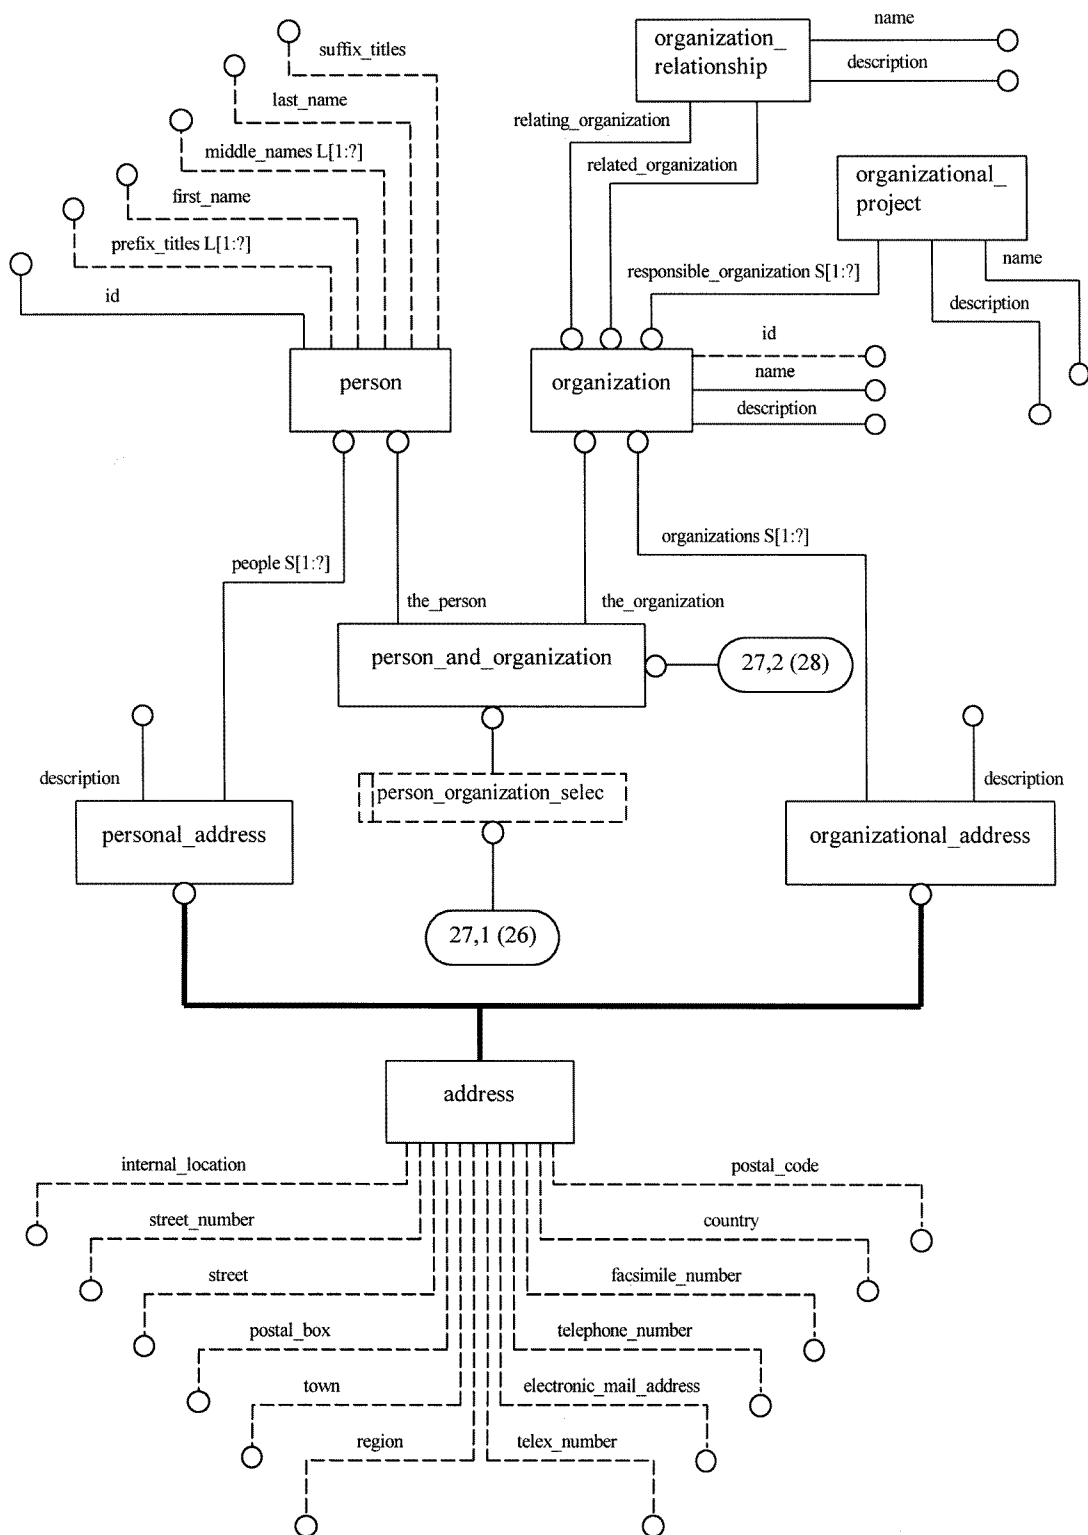 suffix_titles
last_name
middle_names L[1:?]
first_name
prefix_titles L[1:?]
id
person
organization_
relationship
name
description
relating_organization
related_organization
organizational_
project
responsible_organization S[1:?]
name
description
organization
id
name
description
people S[1:?]
the_person
the_organization
organizations S[1:?]
person_and_organization
27,2 (28)
description
personal_address
person_organization_selec
27,1 (26)
description
organizational_address
address
internal_location
street_number
street
postal_box
town
region
postal_code
country
facsimile_number
telephone_number
electronic_mail_address
telex_number